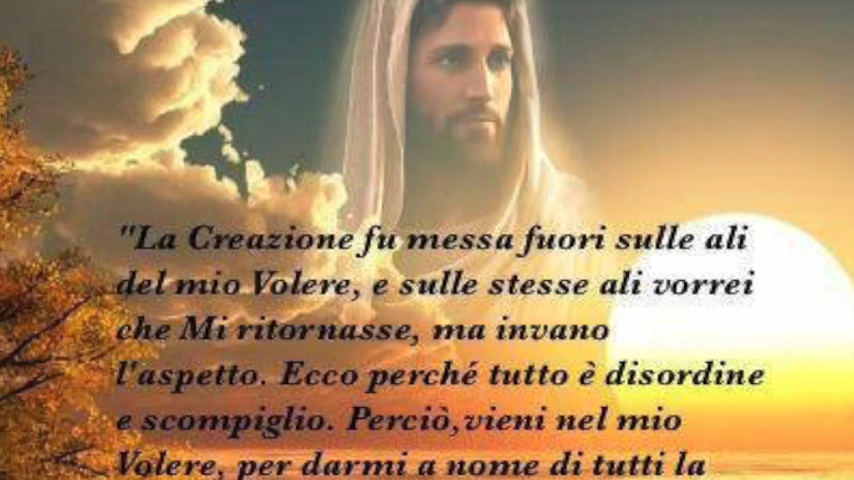 "La Creazione fu messa fuori sulle ali
del mio Volere, e sulle stesse ali vorrei
che Mi ritornasse, ma invano
l'aspetto. Ecco perché tutto è disordine
e scompiglio. Perciò,vieni nel mio
Volere, per darmi a nome di tutti la